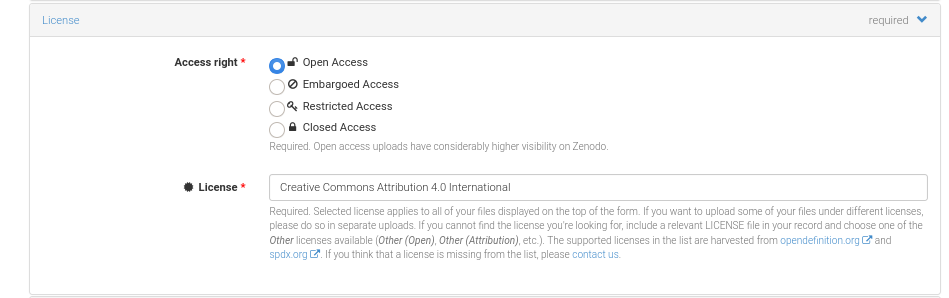 License required
Access right *
Open Access
Embargoed Access
Restricted Access
Closed Access
Required. Open access uploads have considerably higher visibility on Zenodo.
License * Creative Commons Attribution 4.0 International
Required. Selected license applies to all of your files displayed on the top of the form. If you want to upload some of your files under different licenses,
please do so in separate uploads. If you cannot find the license you're looking for, include a relevant LICENSE file in your record and choose one of the
Other licenses available (Other (Open), Other (Attribution), etc.). The supported licenses in the list are harvested from opendefinition.org and
spdx.org. If you think that a license is missing from the list, please contact us.